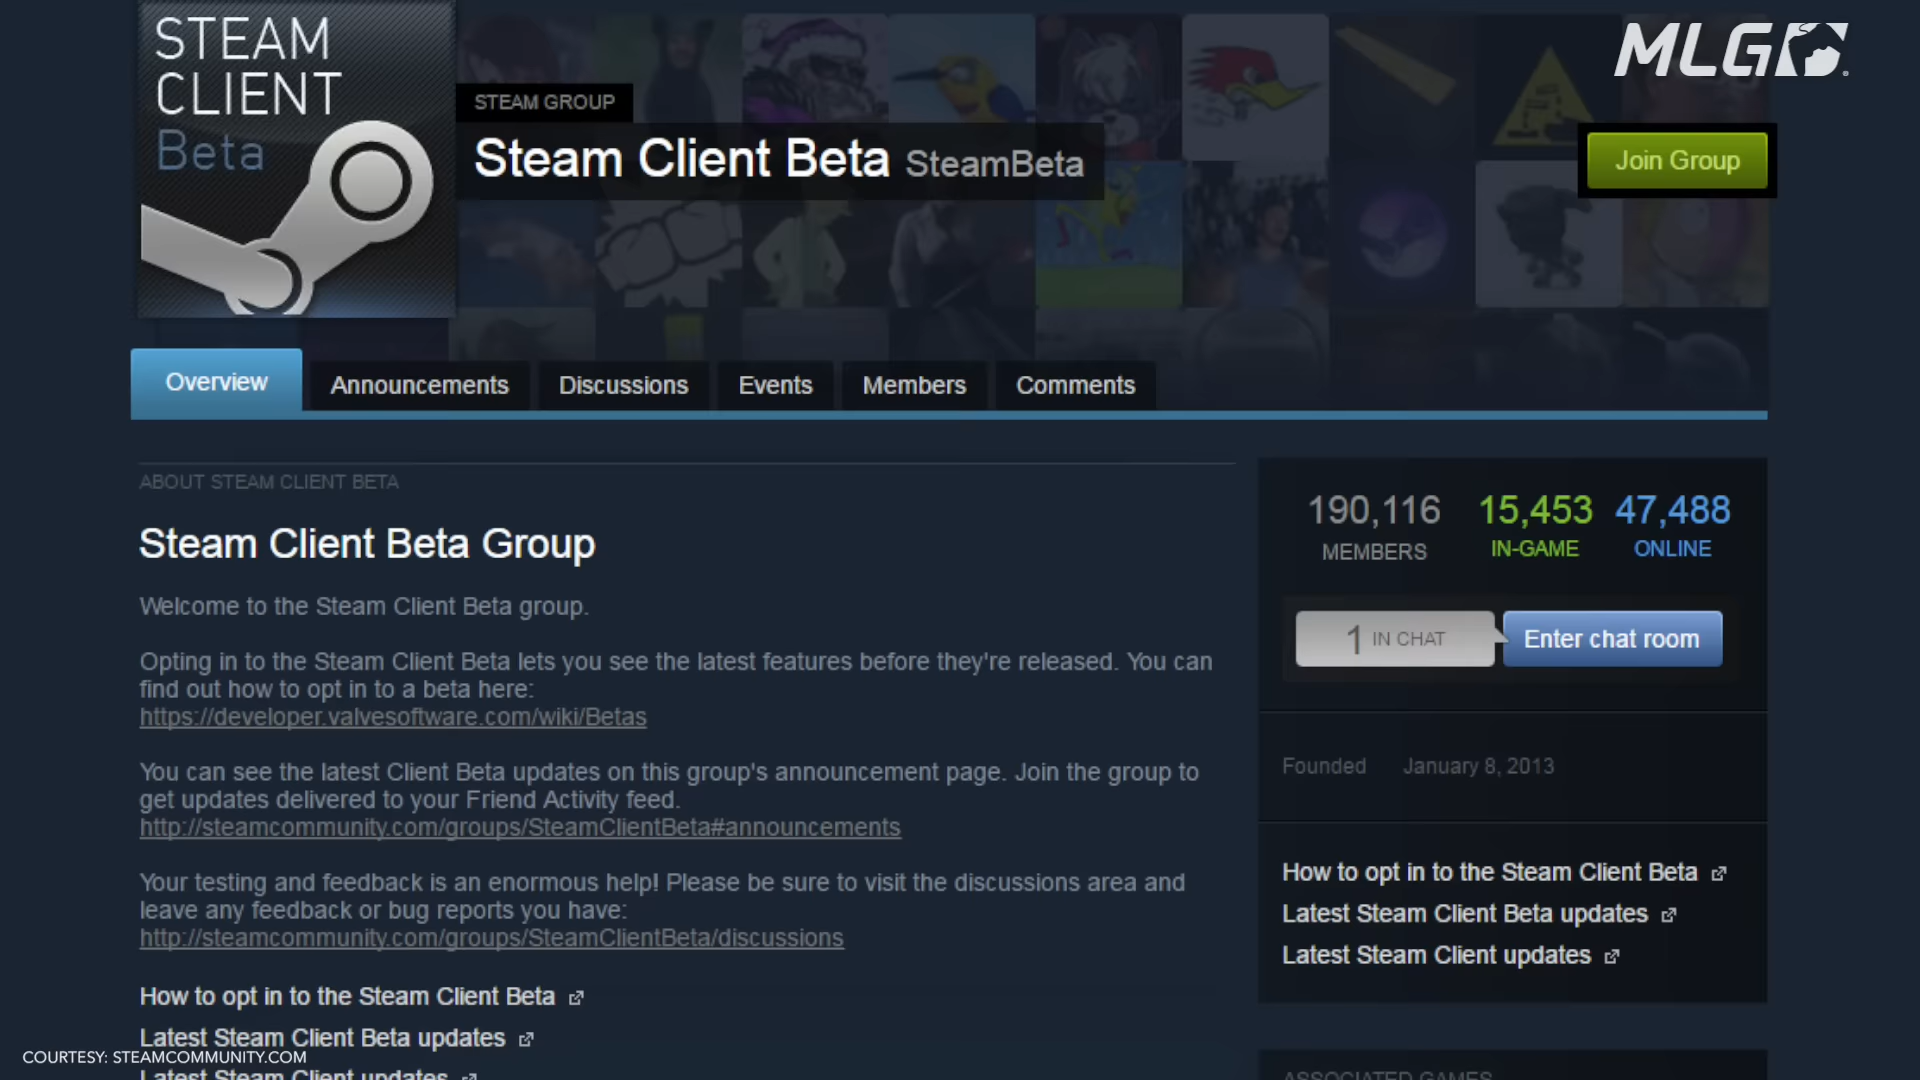 STEAM
CLIENT
Beta
MLG
STEAM GROUP
Steam Client Beta SteamBeta
Join Group
Overview
Announcements
Discussions
Events
Members
Comments
ABOUT STEAM CLIENT BETA
Steam Client Beta Group
Welcome to the Steam Client Beta group.
Opting in to the Steam Client Beta lets you see the latest features before they're released. You can
find out how to opt in to a beta here:
https://developer.valvesoftware.com/wiki/Betas
You can see the latest Client Beta updates on this group's announcement page. Join the group to
get updates delivered to your Friend Activity feed.
http://steamcommunity.com/groups/SteamClientBeta#announcements
Your testing and feedback is an enormous help! Please be sure to visit the discussions area and
leave any feedback or bug reports you have:
http://steamcommunity.com/groups/SteamClientBeta/discussions
How to opt in to the Steam Client Beta
Latest Steam Client Beta updates
Latest Steam Client updates
COURTESY: STEAMCOMMUNITY.COM
190,116 15,453 47,488
MEMBERS IN-GAME ONLINE
1 IN CHAT
Enter chat room
Founded January 8, 2013
How to opt in to the Steam Client Beta
Latest Steam Client Beta updates
Latest Steam Client updates
ASSOCIATED GAMES